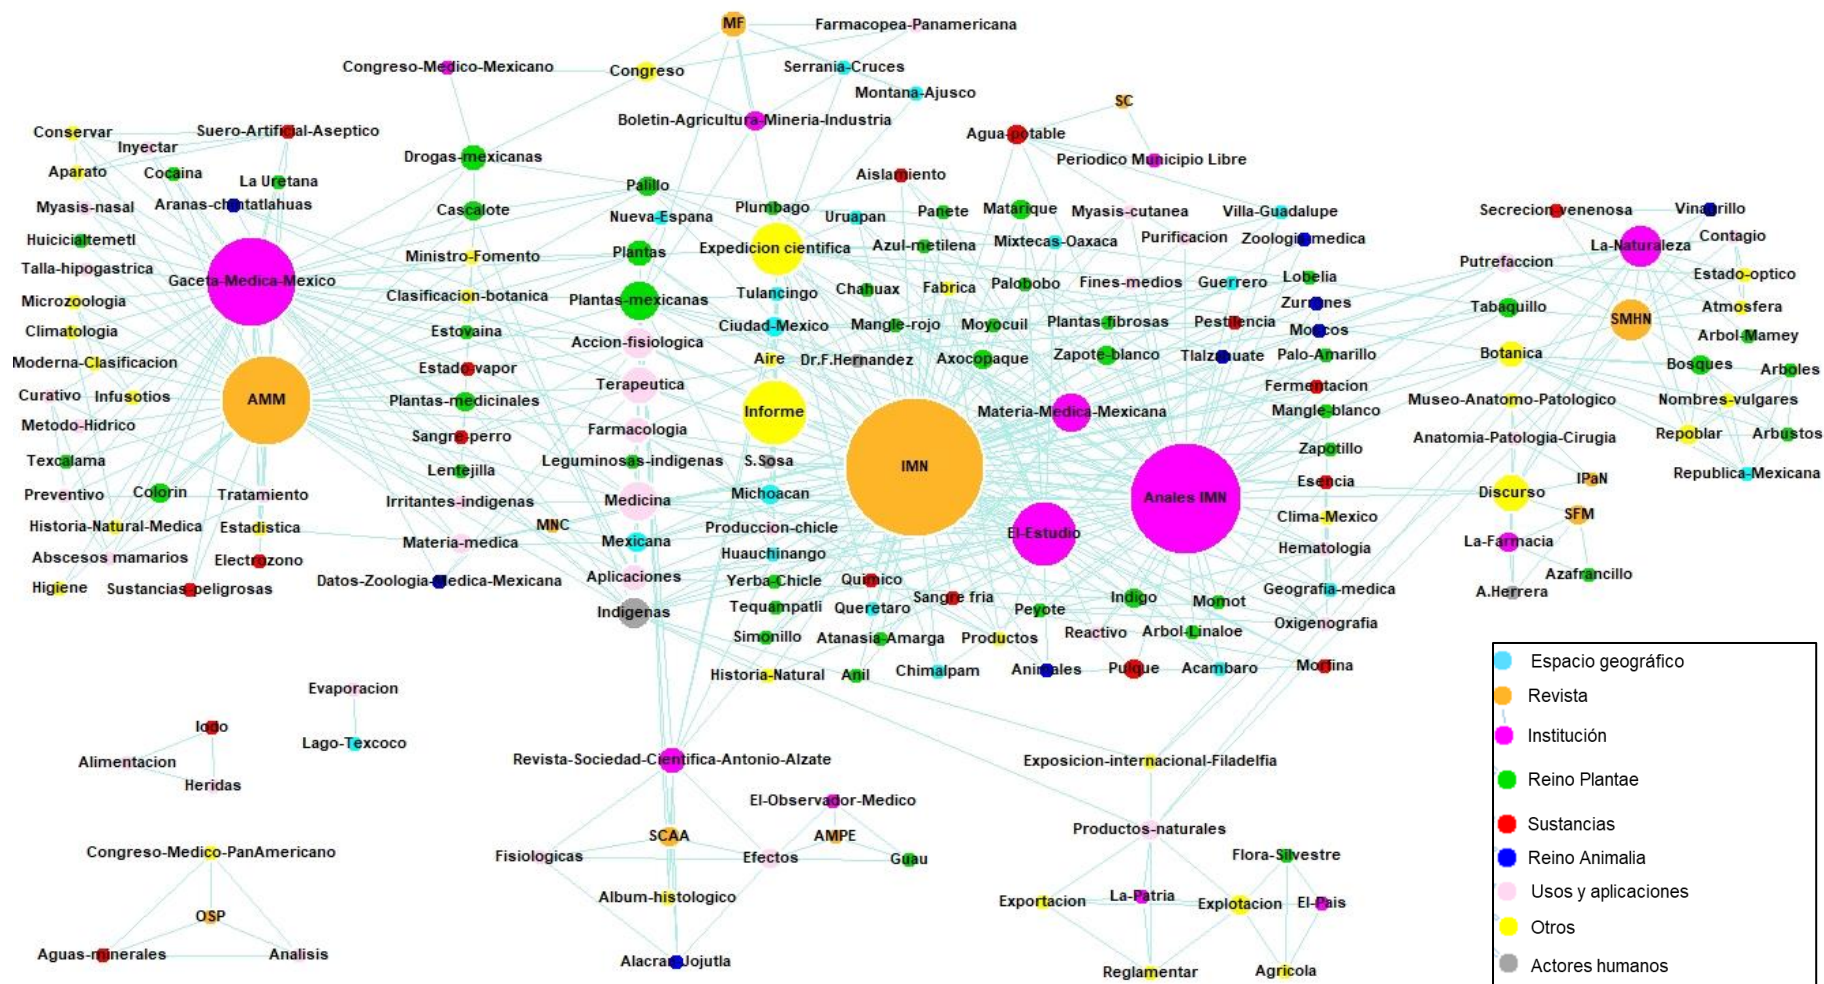 MF
Farmacopea-Panamericana
Congreso-Medico-Mexicano
Congreso
Serrania-Cruces
Montana-Ajusco
SC
Boletin-Agricultura-Mineria-Industria
Conservar
Suero-Artificial-Aseptico
Agua-potable
Inyectar
Drogas-mexicanas
Periodico Municipio Libre
Aparato
Cocaina
La Uretana
Palillo
Aislamiento
Myasis-nasal
Aranas-chintatlahuas
Cascalote
Nueva-Espana
Plumbago
Uruapan
Panete
Matarique
Myasis-cutanea
Villa-Guadalupe
Secrecion-venenosa
Vinagrillo
Huicicialtemetl
Ministro-Fomento
Plantas
Expedicion cientifica
Azul-metilena
Mixtecas-Oaxaca
Purificacion
Zoologia-medica
La-Naturaleza
Contagio
Talla-hipogastrica
Gaceta-Medica-Mexico
Putrefaccion
Estado-optico
Microzoologia
Clasificacion-botanica
Plantas-mexicanas
Tulancingo
Chahuax
Fabrica
Palobobo
Fines-medios
Guerrero
Lobelia
Zurrones
Tabaquillo
Atmosfera
Climatologia
Estovaina
Accion-fisiologica
Ciudad-Mexico
Mangle-rojo
Moyocuil
Plantas-fibrosas
Pestilencia
Moscos
SMHN
Arbol-Mamey
Moderna-Clasificacion
Estado-vapor
Aire
Dr.F.Hernandez
Axocopaque
Zapote-blanco
Tlalzahuate
Palo-Amarillo
Botanica
Bosques
Arboles
Curativo
Infusotios
AMM
Plantas-medicinales
Terapeutica
Informe
Materia-Medica-Mexicana
Fermentacion
Mangle-blanco
Museo-Anatomo-Patologico
Nombres-vulgares
Metodo-Hidrico
Sangre-perro
Farmacologia
Anatomia-Patologia-Cirugia
Repoblar
Arbustos
Texcalama
Lentejilla
Leguminosas-indigenas
S.Sosa
IMN
Zapotillo
Republica-Mexicana
Preventivo
Colorin
Tratamiento
Irritantes-indigenas
Medicina
Michoacan
Anales IMN
Esencia
Discurso
IPaN
Historia-Natural-Medica
Estadistica
MNC
Produccion-chicle
El-Estudio
Clima-Mexico
SFM
Abscesos mamarios
Electrozono
Materia-medica
Mexicana
Huauchinango
Hematologia
La-Farmacia
Higiene
Sustancias-peligrosas
Datos-Zoologia-Medica-Mexicana
Aplicaciones
Yerba-Chicle
Quimico
Sangre fria
Indigo
Momot
Geografia-medica
Azafrancillo
A.Herrera
Indigenas
Tequampatli
Queretaro
Peyote
Oxigenografia
Simonillo
Atanasia-Amarga
Productos
Reactivo
Arbol-Linaloe
Historia-Natural
Anil
Chimalpam
Animales
Pulque
Acambaro
Morfina
Evaporacion
Iodo
Lago-Texcoco
Alimentacion
Heridas
Revista-Sociedad-Cientifica-Antonio-Alzate
Exposicion-internacional-Filadelfia
El-Observador-Medico
SCAA
AMPE
Productos-naturales
Congreso-Medico-PanAmericano
Fisiologicas
Efectos
Guau
Flora-Silvestre
Album-histologico
Exportacion
La-Patria
Explotacion
El-Pais
OSP
Aguas-minerales
Analisis
Alacran-Jojutla
Reglamentar
Agricola
Espacio geográfico
Revista
Institución
Reino Plantae
Sustancias
Reino Animalia
Usos y aplicaciones
Otros
Actores humanos